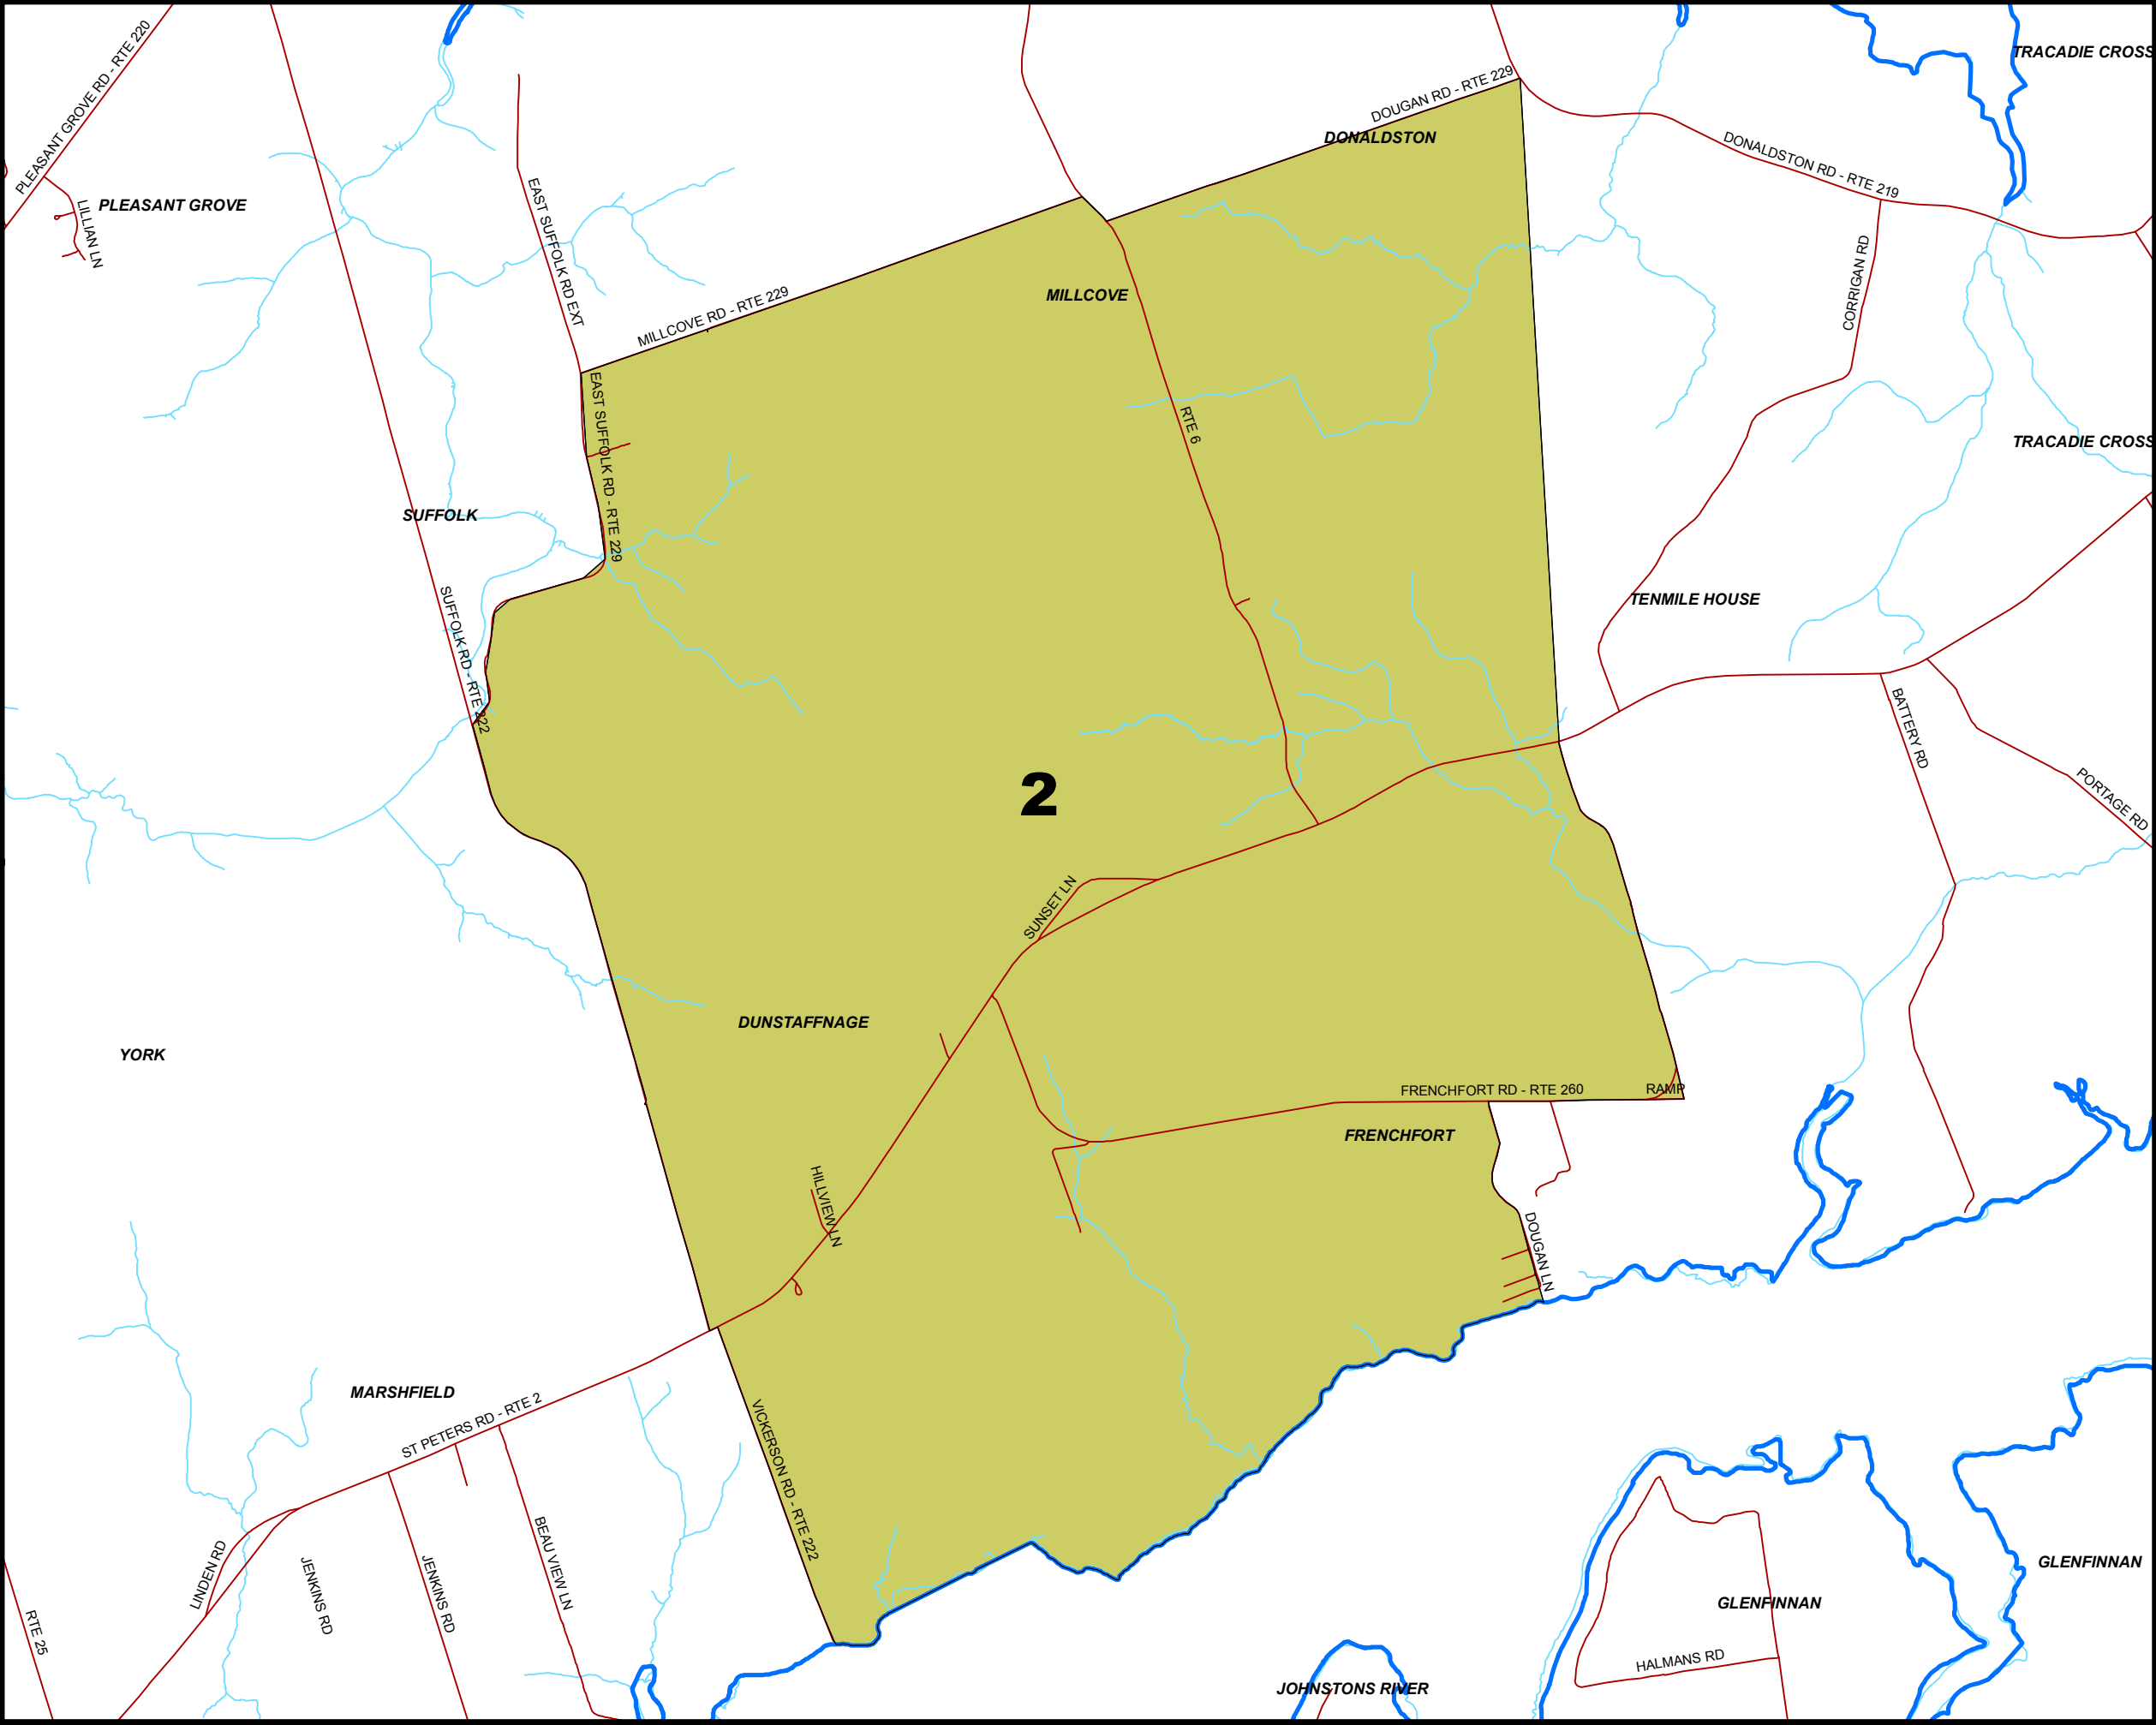 TRACADIE CROSS
PLEASANT GROVE RD - RTE 220
DOUGAN RD - RTE 229
DONALDSTON
DONALDSTON RD - RTE 219
PLEASANT GROVE
LILLIAN LN
EAST SUFFOLK RD EXT
CORRIGAN RD
MILLCOVE
MILLCOVE RD - RTE 229
EAST SUFFOLK RD - RTE 229
RTE 6
TRACADIE CROSS
SUFFOLK
TENMILE HOUSE
SUFFOLK RD - RTE 222
BATTERY RD
PORTAGE RD
2
SUNSET LN
DUNSTAFFNAGE
YORK
FRENCHFORT RD - RTE 260
RAMP
FRENCHFORT
HILLVIEW LN
DOUGAN LN
MARSHFIELD
ST PETERS RD - RTE 2
VICKERSON RD - RTE 222
LINDEN RD
JENKINS RD
JENKINS RD
BEAU VIEW LN
GLENFINNAN
GLENFINNAN
RTE 25
HALMANS RD
JOHNSTONS RIVER